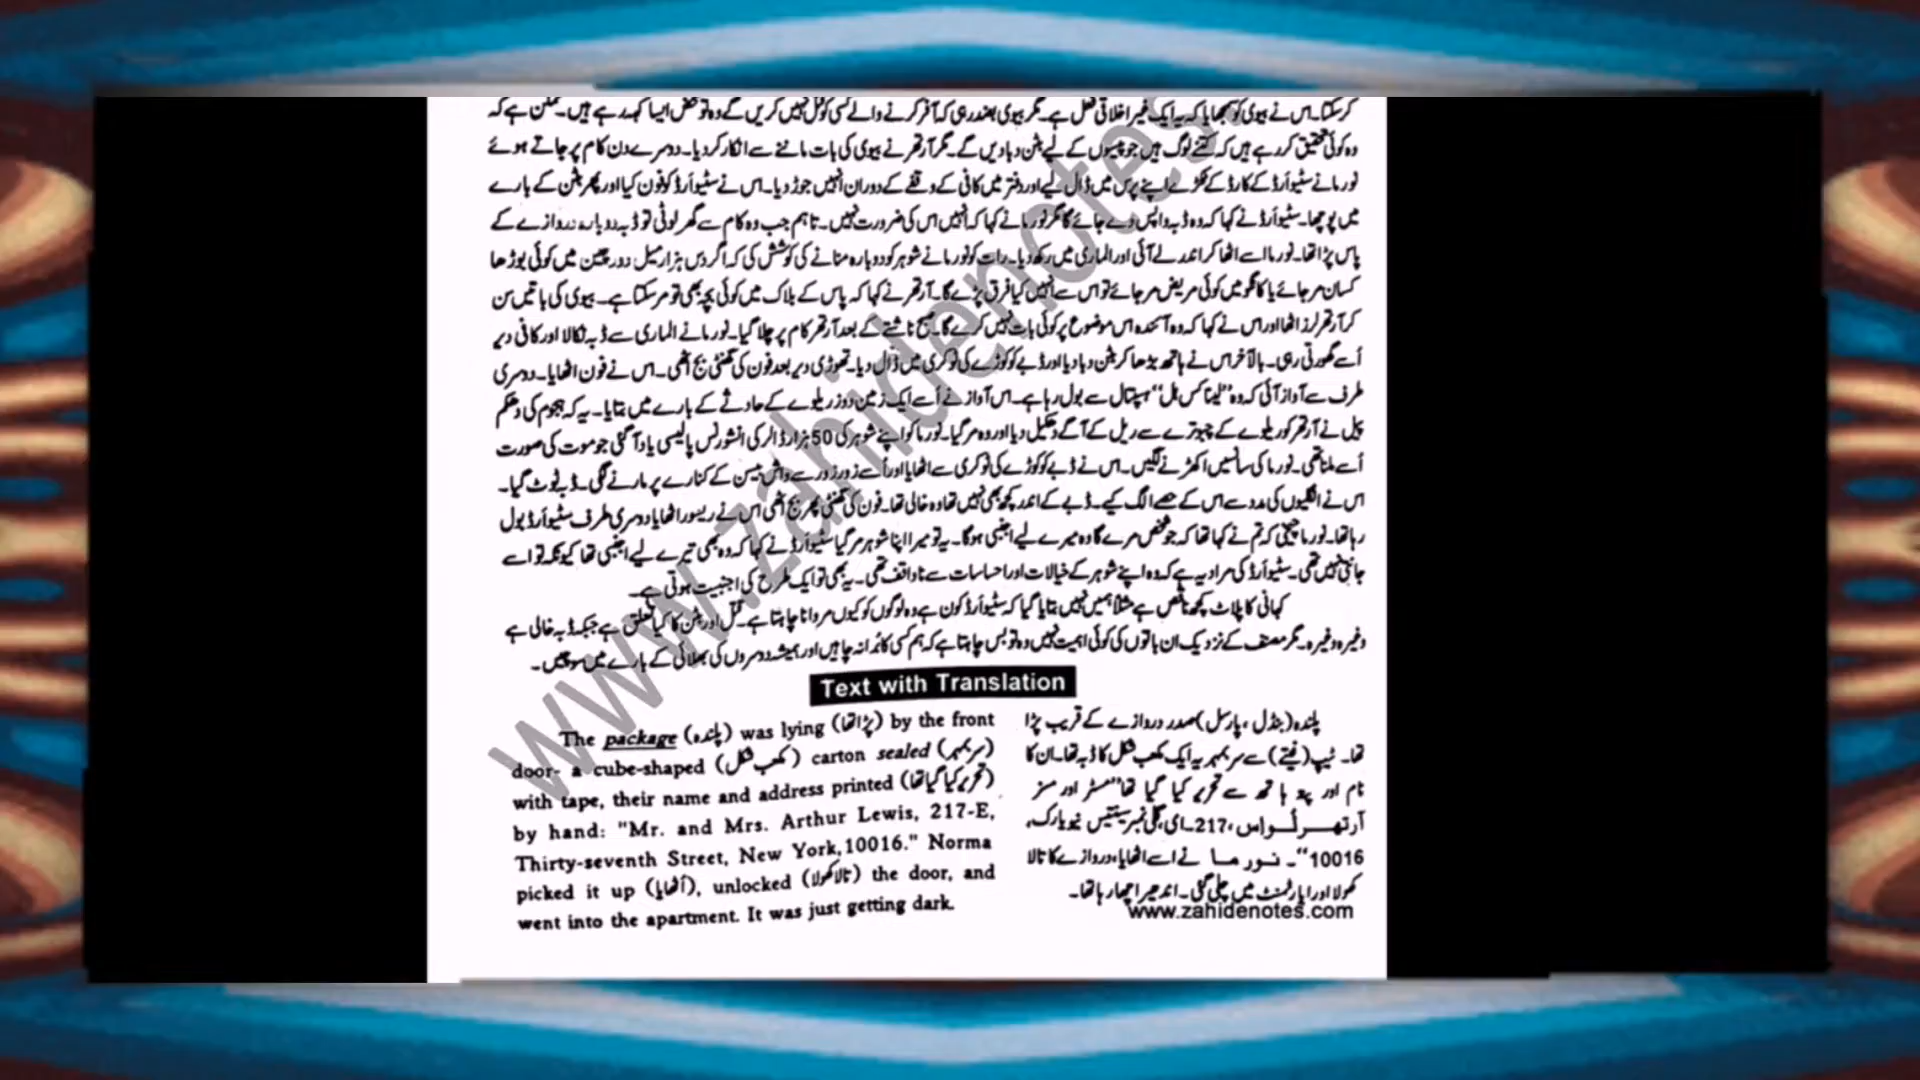 کرسکتا۔ اس نے بیوی کو سمجھایا کہ یہ ایک غیر اخلاقی فعل ہے۔ مگر بیوی بضد رہی کہ آفر کرنے والے کسی کو قتل نہیں کریں گے وہ تو محض ایسا کہہ رہے ہیں۔ ممکن ہے کہ
وہ کوئی تحقیق کر رہے ہیں کہ کتنے لوگ ہیں جو پیسوں کے لیے بٹن دبا دیں گے۔ مگر آرتھر نے بیوی کی بات ماننے سے انکار کر دیا۔ دوسرے دن کام پر جاتے ہوئے
نورما نے سٹیوارڈ کے کارڈ کے ٹکڑے اپنے پرس میں ڈال لیے اور دفتر میں کافی کے وقفے کے دوران انہیں جوڑ دیا۔ اس نے سٹیوارڈ کو فون کیا اور پھر بٹن کے بارے
میں پوچھا۔ سٹیوارڈ نے کہا کہ وہ ڈبہ واپس دے جائے گا مگر نورما نے کہا کہ انہیں اس کی ضرورت نہیں۔ تاہم جب وہ کام سے گھر لوٹی تو ڈبہ دوبارہ دروازے کے
پاس پڑا تھا۔ نورما اسے اٹھا کر اندر لے آئی اور الماری میں رکھ دیا۔ رات کو نورما نے شوہر کو دوبارہ منانے کی کوشش کی کہ اگر دس ہزار میل دور چین میں کوئی بوڑھا
کسان مر جائے یا کانگو میں کوئی مریض مر جائے تو اس سے انہیں کیا فرق پڑے گا۔ آرتھر نے کہا کہ پاس کے بلاک میں کوئی بچہ بھی تو مر سکتا ہے۔ بیوی کی باتیں سن
کر آرتھر لرز اٹھا اور اس نے کہا کہ وہ آئندہ اس موضوع پر کوئی بات نہیں کرے گا۔ صبح ناشتے کے بعد آرتھر کام پر چلا گیا۔ نورما نے الماری سے ڈبہ نکالا اور کافی دیر
اُسے گھورتی رہی۔ بالآخر اس نے ہاتھ بڑھا کر بٹن دبا دیا اور ڈبے کو کوڑے کی ٹوکری میں ڈال دیا۔ تھوڑی دیر بعد فون کی گھنٹی بج اٹھی۔ اس نے فون اٹھایا۔ دوسری
طرف سے آواز آئی کہ وہ "لینا کس ہل" ہسپتال سے بول رہا ہے۔ اس آواز نے اُسے ایک زمین دوز ریلوے کے حادثے کے بارے میں بتایا۔ یہ کہ ہجوم کی دھکم
پیل نے آرتھر کو ریلوے کے چبوترے سے ریل کے آگے دھکیل دیا اور وہ مر گیا۔ نورما کو اپنے شوہر کی 50 ہزار ڈالر کی انشورنس پالیسی یاد آ گئی جو موت کی صورت
اُسے ملنا تھی۔ نورما کی سانسیں اکھڑنے لگیں۔ اس نے ڈبے کو کوڑے کی ٹوکری سے اٹھایا اور اُسے زور زور سے واش بیسن کے کنارے پر مارنے لگی۔ ڈبہ ٹوٹ گیا۔
اس نے انگلیوں کی مدد سے اس کے حصے الگ کیے۔ ڈبے کے اندر کچھ بھی نہیں تھا وہ خالی تھا۔ فون کی گھنٹی پھر بج اٹھی اس نے ریسور اٹھایا دوسری طرف سٹیوارڈ بول
رہا تھا۔ نورما چیخی کہ تم نے کہا تھا کہ جو شخص مرے گا وہ میرے لیے اجنبی ہوگا۔ یہ تو میرا اپنا شوہر مر گیا سٹیوارڈ نے کہا کہ وہ بھی تیرے لیے اجنبی تھا کیونکہ تو اسے
جانتی نہیں تھی۔ سٹیوارڈ کی مراد یہ ہے کہ وہ اپنے شوہر کے خیالات اور احساسات سے ناواقف تھی۔ یہ بھی تو ایک طرح کی اجنبیت ہوتی ہے۔
کہانی کا پلاٹ کچھ ناقص ہے مثلاً ہمیں نہیں بتایا گیا کہ سٹیوارڈ کون ہے وہ لوگوں کو کیوں مروانا چاہتا ہے۔ قتل اور بٹن کا کیا تعلق ہے جبکہ ڈبہ خالی ہے
وغیرہ وغیرہ۔ مگر مصنف کے نزدیک ان باتوں کی کوئی اہمیت نہیں وہ تو بس چاہتا ہے کہ ہم کسی کا بُرا نہ چاہیں اور ہمیشہ دوسروں کی بھلائی کے بارے میں سوچیں۔
www.zahidenotes.
Text with Translation
The package (پلندہ) was lying (پڑا تھا) by the front
door- a cube-shaped (مکعب شکل) carton sealed (سر بمہر)
with tape, their name and address printed (تحریر کیا گیا تھا)
by hand: "Mr. and Mrs. Arthur Lewis, 217-E,
Thirty-seventh Street, New York,10016." Norma
picked it up (اُٹھایا), unlocked (تالا کھولا) the door, and
went into the apartment. It was just getting dark.
پلندہ (بنڈل، پارسل) صدر دروازے کے قریب پڑا
تھا۔ ٹیپ (فیتے) سے سر بمہر یہ ایک مکعب شکل کا ڈبہ تھا۔ ان کا
نام اور پتہ ہاتھ سے تحریر کیا گیا تھا "مسٹر اور مسز
آرتھر لُواِس، 217۔ای، گلی نمبر سینتیس نیویارک،
10016"۔ نورما نے اسے اٹھایا، دروازے کا تالا
کھولا اور اپارٹمنٹ میں چلی گئی۔ اندھیرا چھا رہا تھا۔
www.zahidenotes.com